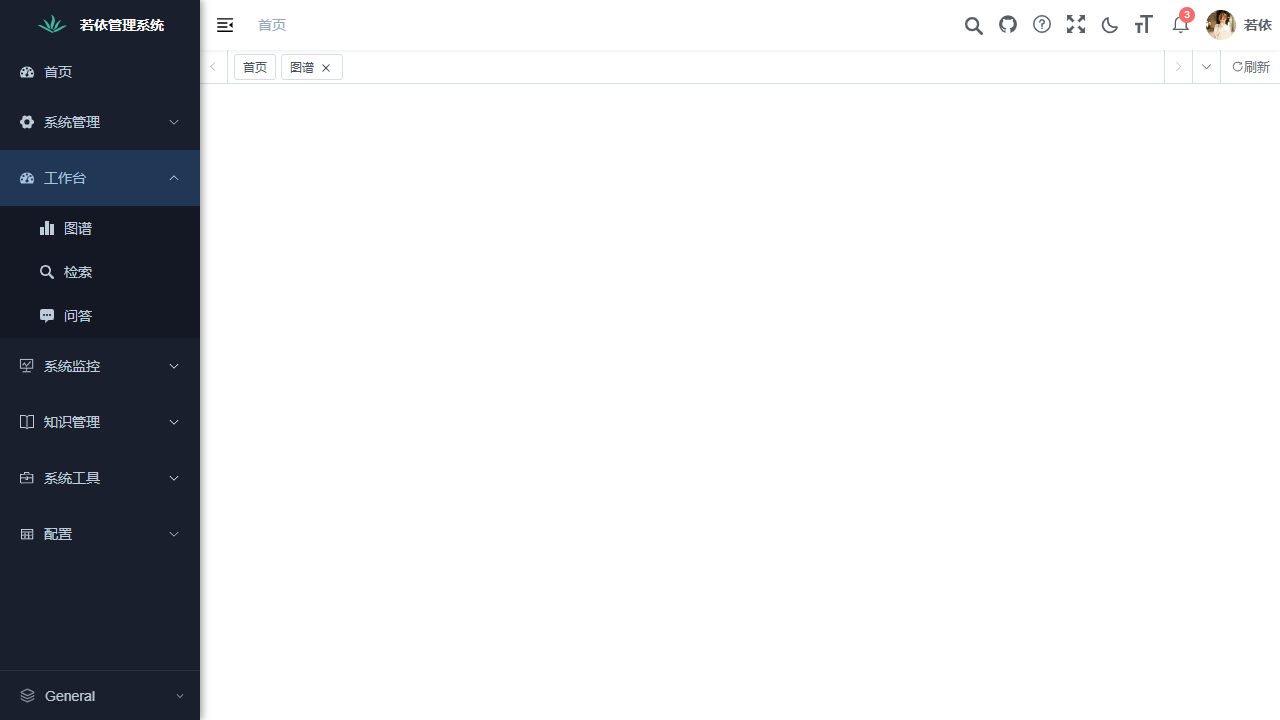 若依管理系统
首页
系统管理
工作台
图谱
检索
问答
系统监控
知识管理
系统工具
配置
General
首页
3
若依
首页
图谱
刷新